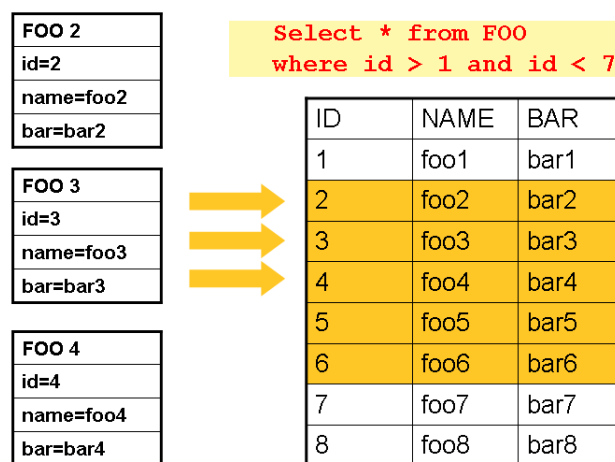 FOO 2
id=2
name=foo2
bar=bar2
FOO 3
id=3
name=foo3
bar=bar3
FOO 4
id=4
name=foo4
bar=bar4
Select * from FOO
where id > 1 and id < 7
ID NAME BAR
1 foo1 bar1
2 foo2 bar2
3 foo3 bar3
4 foo4 bar4
5 foo5 bar5
6 foo6 bar6
7 foo7 bar7
8 foo8 bar8